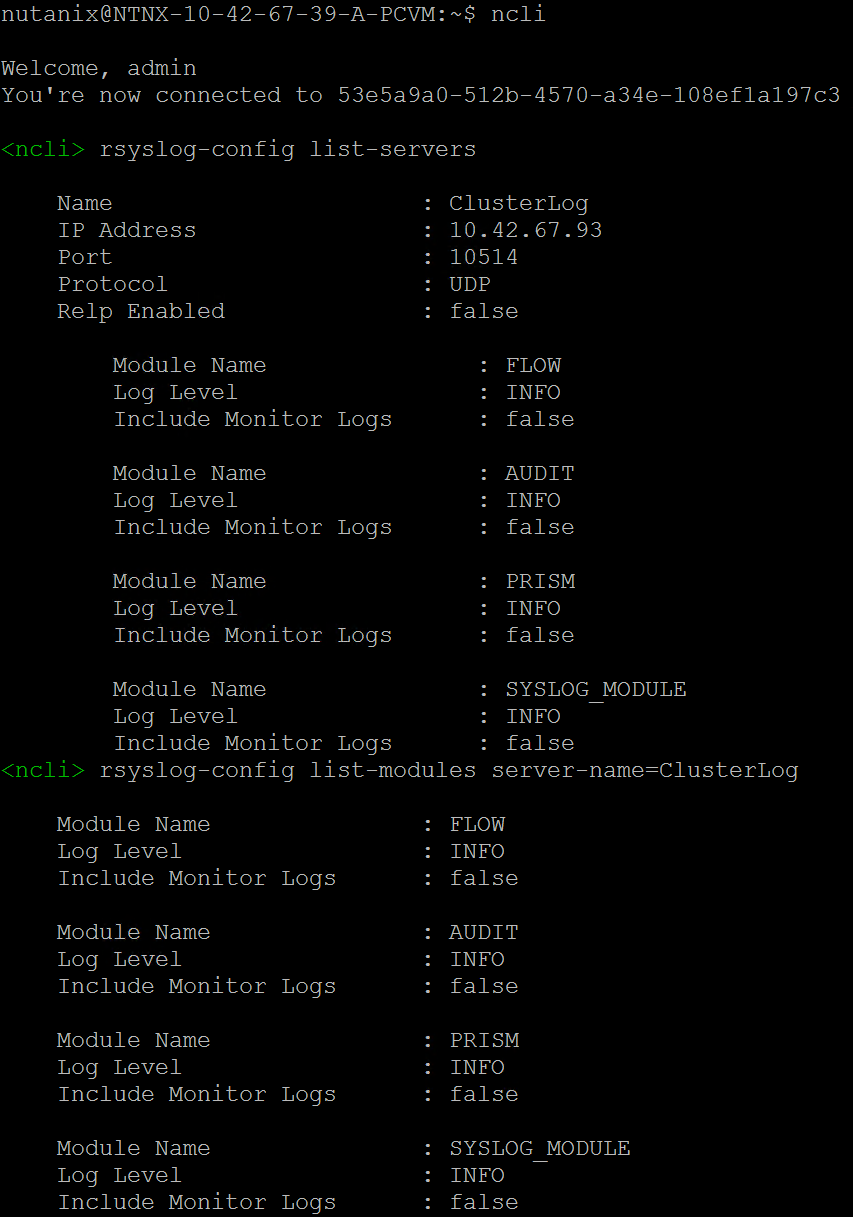 nutanix@NTNX-10-42-67-39-A-PCVM:~$ ncli
Welcome, admin
You're now connected to 53e5a9a0-512b-4570-a34e-108ef1a197c3
<ncli> rsyslog-config list-servers
Name : ClusterLog
IP Address : 10.42.67.93
Port : 10514
Protocol : UDP
Relp Enabled : false
Module Name : FLOW
Log Level : INFO
Include Monitor Logs : false
Module Name : AUDIT
Log Level : INFO
Include Monitor Logs : false
Module Name : PRISM
Log Level : INFO
Include Monitor Logs : false
Module Name : SYSLOG_MODULE
Log Level : INFO
Include Monitor Logs : false
<ncli> rsyslog-config list-modules server-name=ClusterLog
Module Name : FLOW
Log Level : INFO
Include Monitor Logs : false
Module Name : AUDIT
Log Level : INFO
Include Monitor Logs : false
Module Name : PRISM
Log Level : INFO
Include Monitor Logs : false
Module Name : SYSLOG_MODULE
Log Level : INFO
Include Monitor Logs : false